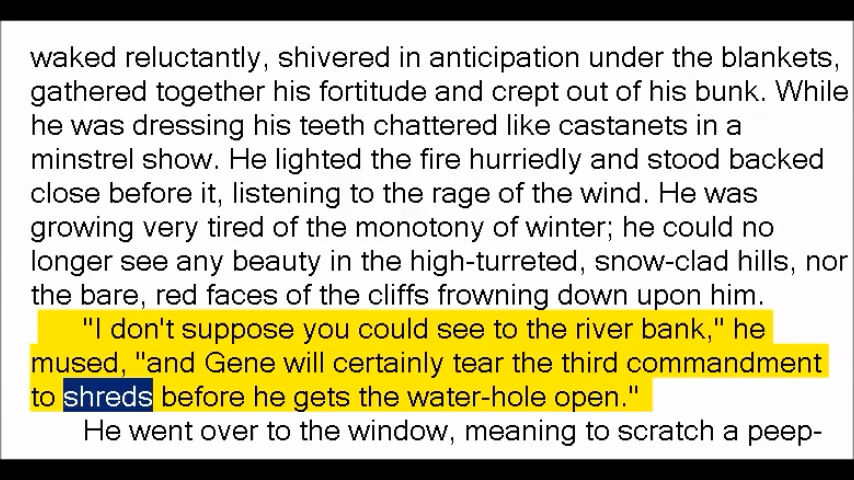 waked reluctantly, shivered in anticipation under the blankets,
gathered together his fortitude and crept out of his bunk. While
he was dressing his teeth chattered like castanets in a
minstrel show. He lighted the fire hurriedly and stood backed
close before it, listening to the rage of the wind. He was
growing very tired of the monotony of winter; he could no
longer see any beauty in the high-turreted, snow-clad hills, nor
the bare, red faces of the cliffs frowning down upon him.
"I don't suppose you could see to the river bank," he
mused, "and Gene will certainly tear the third commandment
to shreds before he gets the water-hole open."
He went over to the window, meaning to scratch a peep-